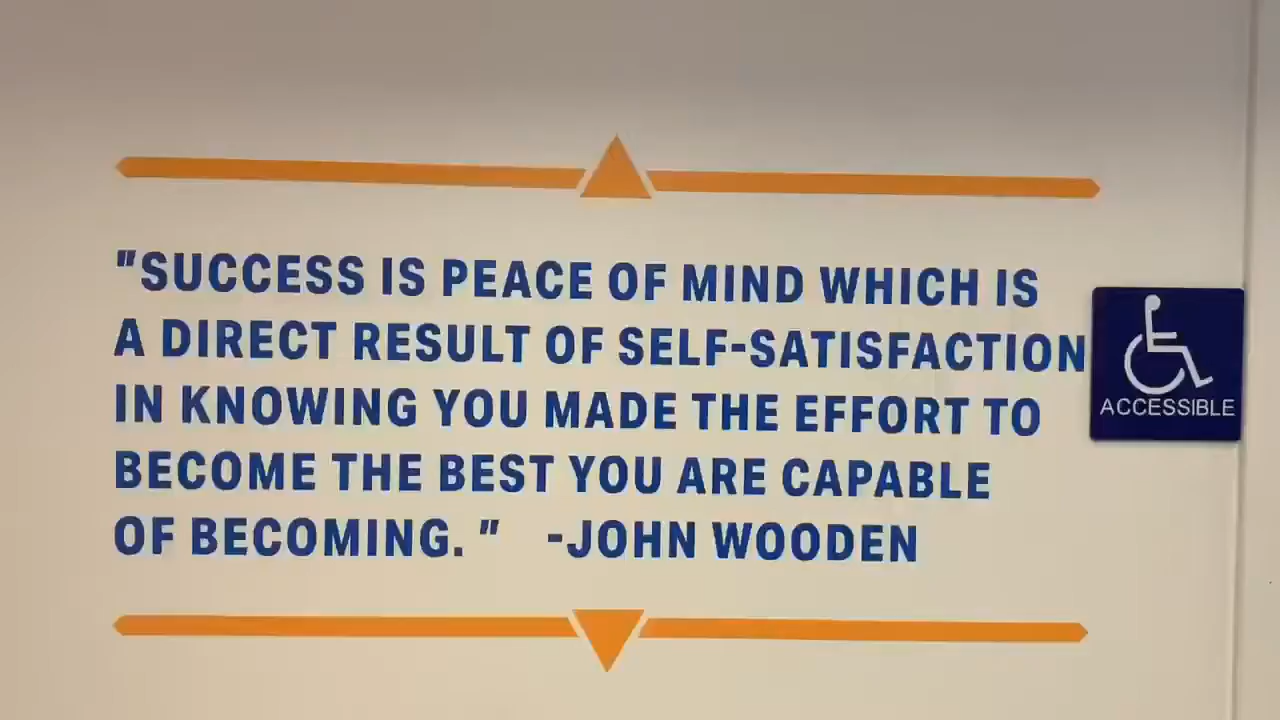 "SUCCESS IS PEACE OF MIND WHICH IS
A DIRECT RESULT OF SELF-SATISFACTION
IN KNOWING YOU MADE THE EFFORT TO
BECOME THE BEST YOU ARE CAPABLE
OF BECOMING. " -JOHN WOODEN
ACCESSIBLE